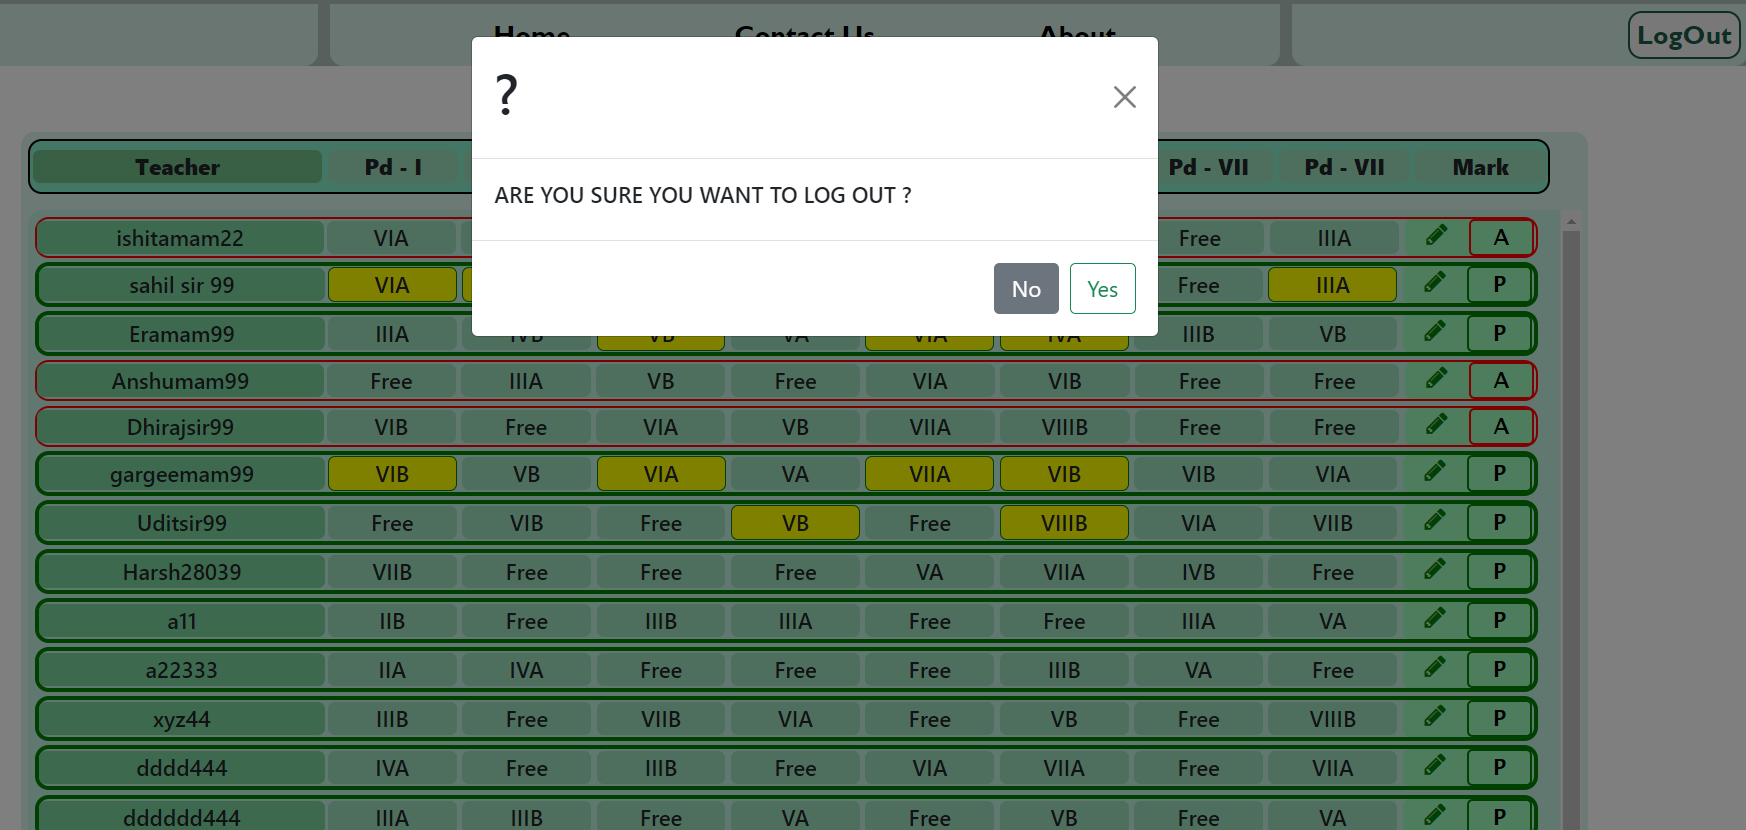 Home Contact Us About LogOut
?
ARE YOU SURE YOU WANT TO LOG OUT ?
No Yes
Teacher Pd - I Pd - VII Pd - VII Mark
ishitamam22 VIA Free IIIA A
sahil sir 99 VIA Free IIIA P
Eramam99 IIIA IVB VB VA VIIA IVA IIIB VB P
Anshumam99 Free IIIA VB Free VIA VIB Free Free A
Dhirajsir99 VIB Free VIA VB VIIA VIIIB Free Free A
gargeemam99 VIB VB VIA VA VIIA VIB VIB VIA P
Uditsir99 Free VIB Free VB Free VIIIB VIA VIIB P
Harsh28039 VIIB Free Free Free VA VIIA IVB Free P
a11 IIB Free IIIB IIIA Free Free IIIA VA P
a22333 IIA IVA Free Free Free IIIB VA Free P
xyz44 IIIB Free VIIB VIA Free VB Free VIIIB P
dddd444 IVA Free IIIB Free VIA VIIA Free VIIA P
dddddd444 IIIA IIIB Free VA Free VB Free VA P